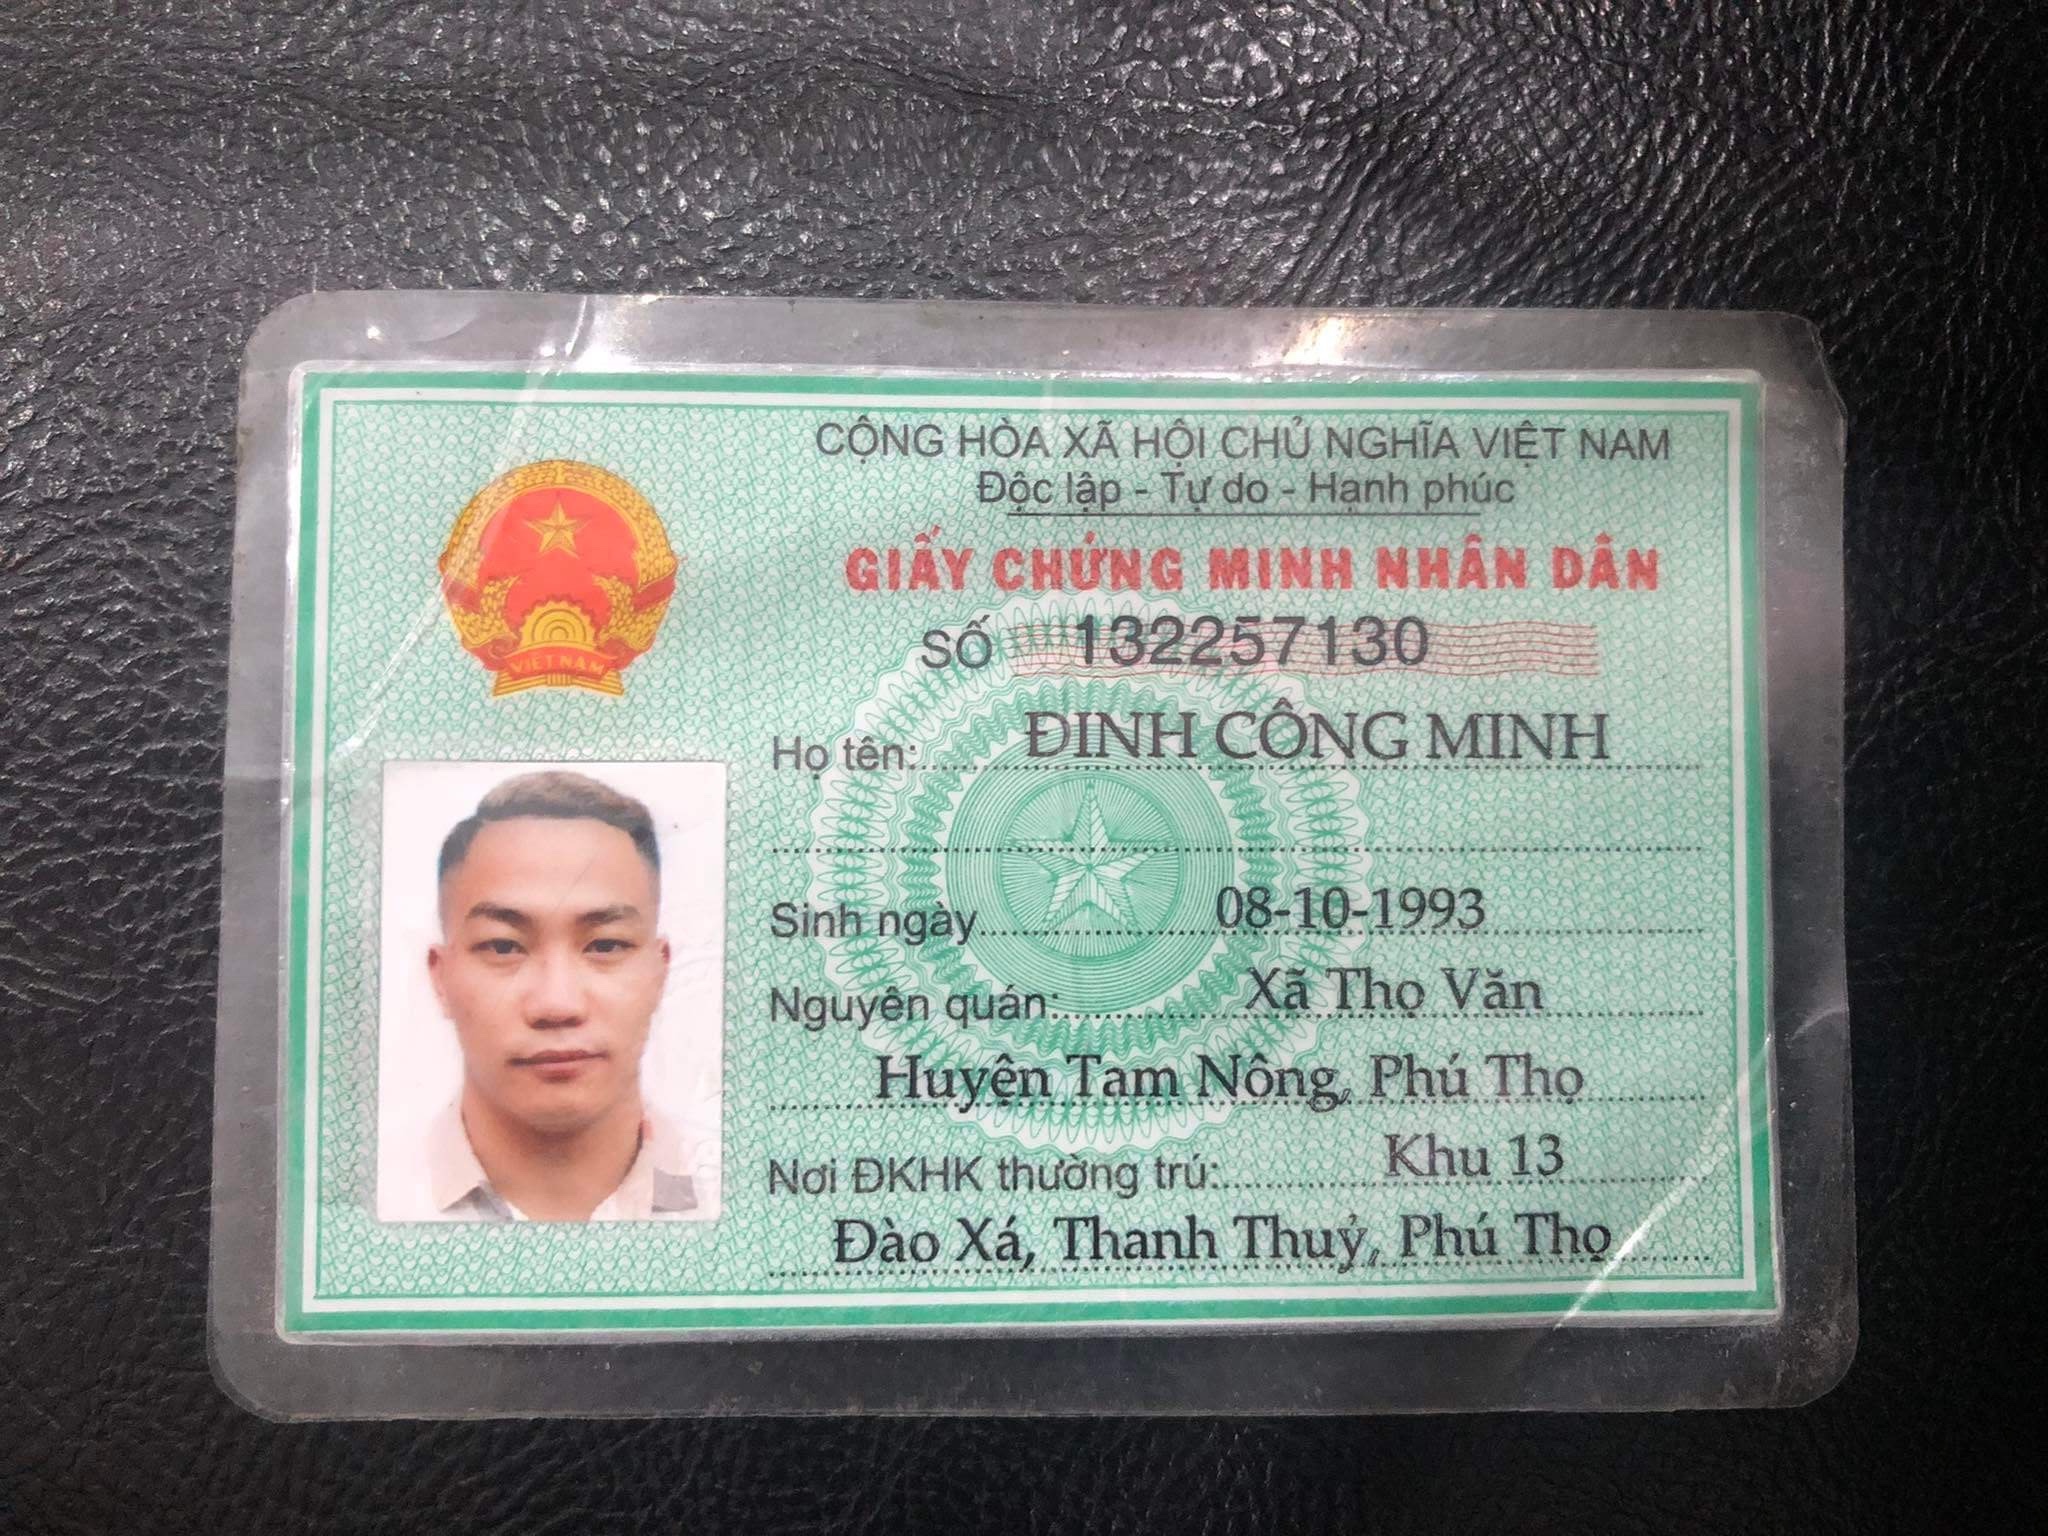 CỘNG HÒA XÃ HỘI CHỦ NGHĨA VIỆT NAM
Độc lập - Tự do - Hạnh phúc
GIẤY CHỨNG MINH NHÂN DÂN
SỐ 132257130
Họ tên: ĐINH CÔNG MINH
Sinh ngày 08-10-1993
Nguyên quán: Xã Thọ Văn
Huyện Tam Nông, Phú Thọ
Nơi ĐKHK thường trú: Khu 13
Đào Xá, Thanh Thuỷ, Phú Thọ
VIET NAM